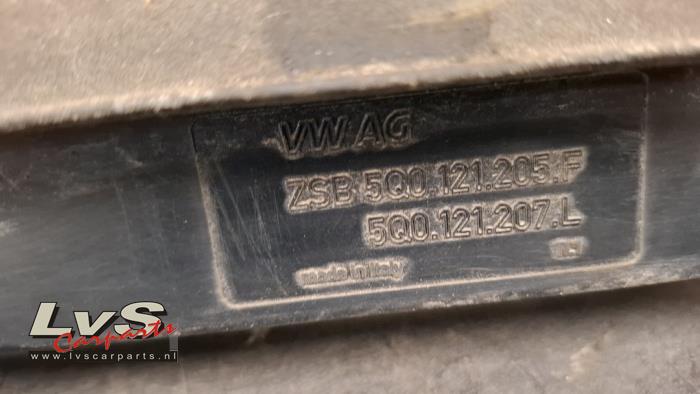 VW AG
ZSB 5Q0.121.205.F
5Q0.121.207.L
made in Italy
LvS
Carparts
www.lvscarparts.nl